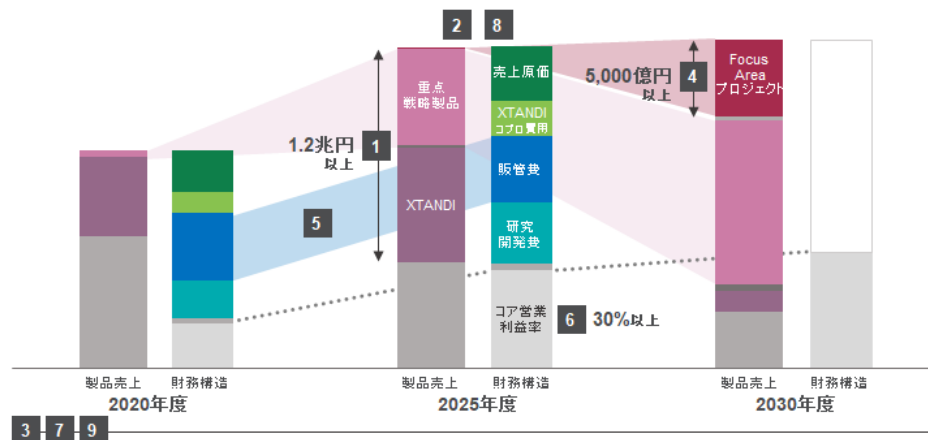 2 8
重点
戦略製品
売上原価
XTANDI
コプロ費用
5,000億円
以上
4
Focus
Area
プロジェクト
1.2兆円
以上
1
販管費
XTANDI
5
研究
開発費
コア営業
利益率
6
30%以上
製品売上 財務構造
2020年度
製品売上 財務構造
2025年度
製品売上 財務構造
2030年度
3 7 9